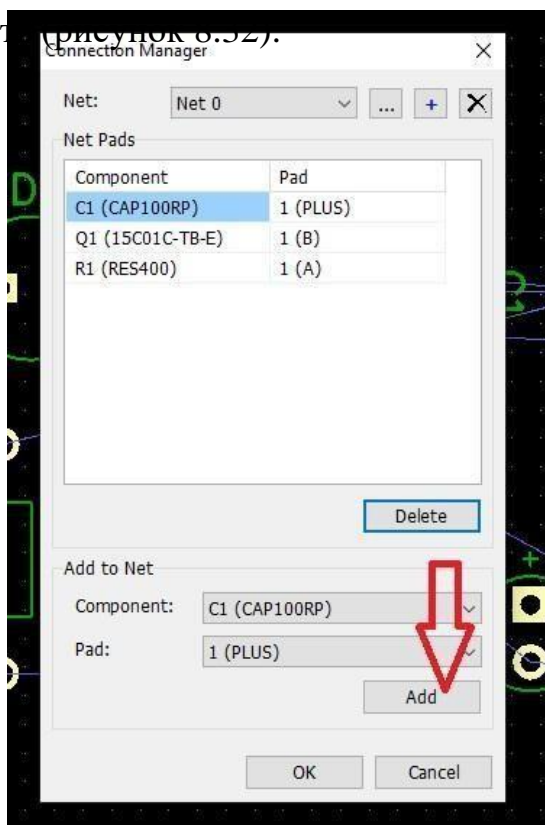 т (рисунок 8.52).
Connection Manager
Net: Net 0 ... +
Net Pads
Component Pad
C1 (CAP100RP) 1 (PLUS)
Q1 (15C01C-TB-E) 1 (B)
R1 (RES400) 1 (A)
Delete
Add to Net
Component: C1 (CAP100RP)
Pad: 1 (PLUS)
Add
OK Cancel
D
+